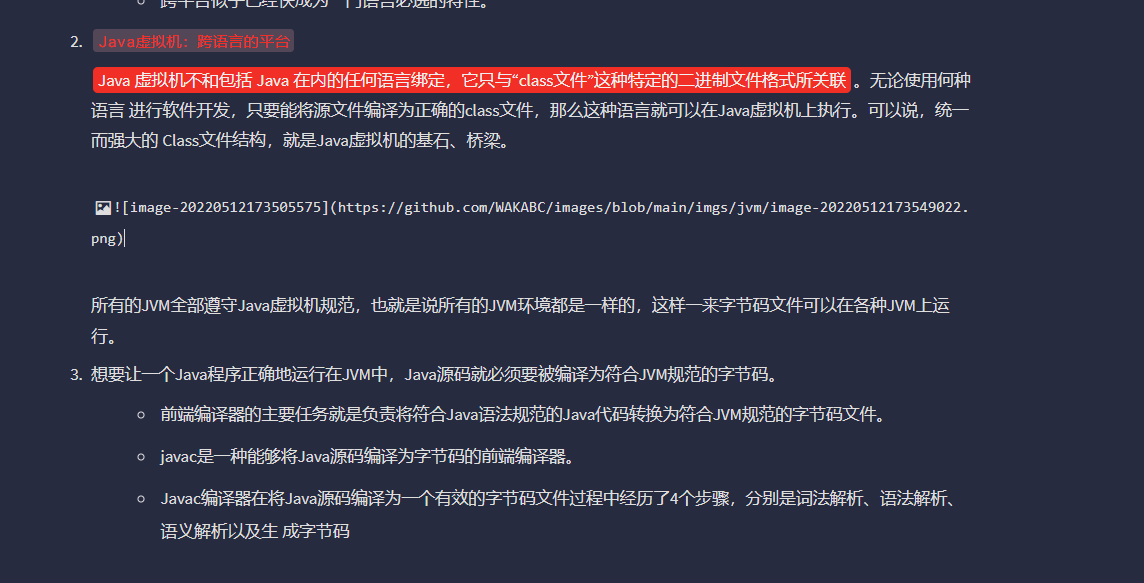 跨平台似乎已经快成为一门语言必选的特性。
2. Java虚拟机：跨语言的平台
Java 虚拟机不和包括 Java 在内的任何语言绑定，它只与“class文件”这种特定的二进制文件格式所关联 。无论使用何种
语言 进行软件开发，只要能将源文件编译为正确的class文件，那么这种语言就可以在Java虚拟机上执行。可以说，统一
而强大的 Class文件结构，就是Java虚拟机的基石、桥梁。
![image-20220512173505575](https://github.com/WAKABC/images/blob/main/imgs/jvm/image-20220512173549022.
png)
所有的JVM全部遵守Java虚拟机规范，也就是说所有的JVM环境都是一样的，这样一来字节码文件可以在各种JVM上运
行。
3. 想要让一个Java程序正确地运行在JVM中，Java源码就必须要被编译为符合JVM规范的字节码。
前端编译器的主要任务就是负责将符合Java语法规范的Java代码转换为符合JVM规范的字节码文件。
javac是一种能够将Java源码编译为字节码的前端编译器。
Javac编译器在将Java源码编译为一个有效的字节码文件过程中经历了4个步骤，分别是词法解析、语法解析、
语义解析以及生 成字节码